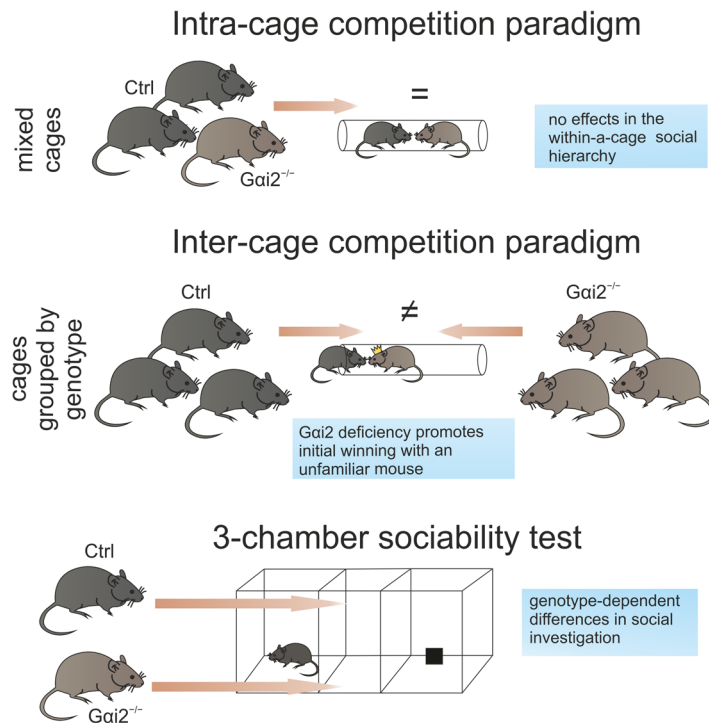 Intra-cage competition paradigm
mixed
cages
Ctrl
Gαi2⁻/⁻
=
no effects in the
within-a-cage social
hierarchy
Inter-cage competition paradigm
cages
grouped by
genotype
Ctrl
≠
Gαi2⁻/⁻
Gαi2 deficiency promotes
initial winning with an
unfamiliar mouse
3-chamber sociability test
Ctrl
Gαi2⁻/⁻
genotype-dependent
differences in social
investigation